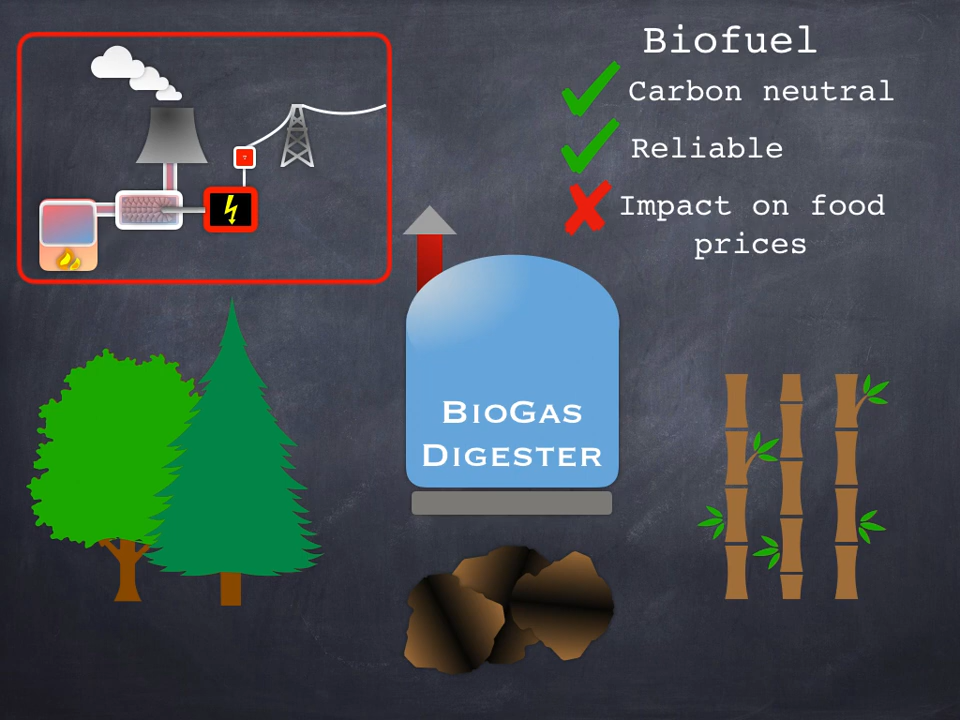 Biofuel
Carbon neutral
Reliable
Impact on food
prices
BioGas
Digester